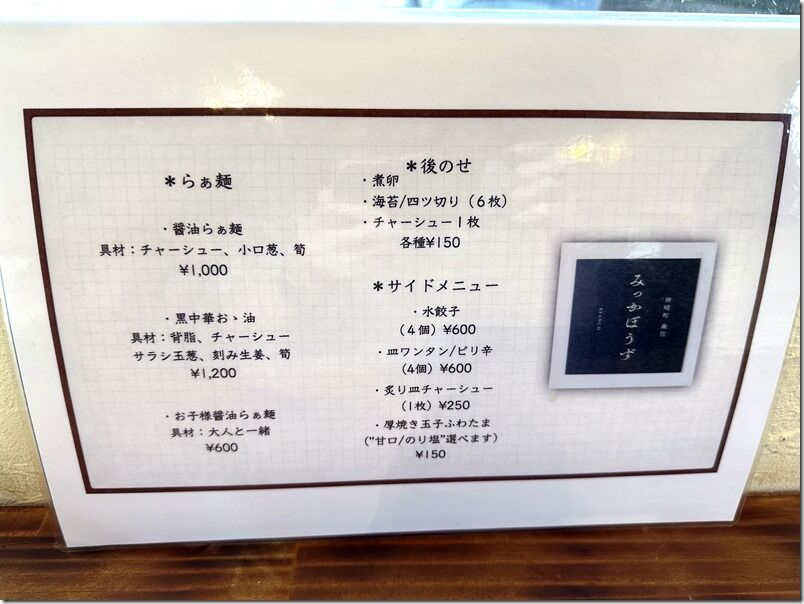 ＊らぁ麺
・醤油らぁ麺
具材：チャーシュー、小口葱、筍
¥1,000
・黒中華おゝ油
具材：背脂、チャーシュー
サラシ玉葱、刻み生姜、筍
¥1,200
・お子様醤油らぁ麺
具材：大人と一緒
¥600
＊後のせ
・煮卵
・海苔/四ツ切り（６枚）
・チャーシュー１枚
各種¥150
＊サイドメニュー
・水餃子
（４個）¥600
・皿ワンタン/ピリ辛
（4個）¥600
・炙り皿チャーシュー
（1枚）¥250
・厚焼き玉子ふわたま
（”甘口/のり塩”選べます）
¥150
みっかぼうず